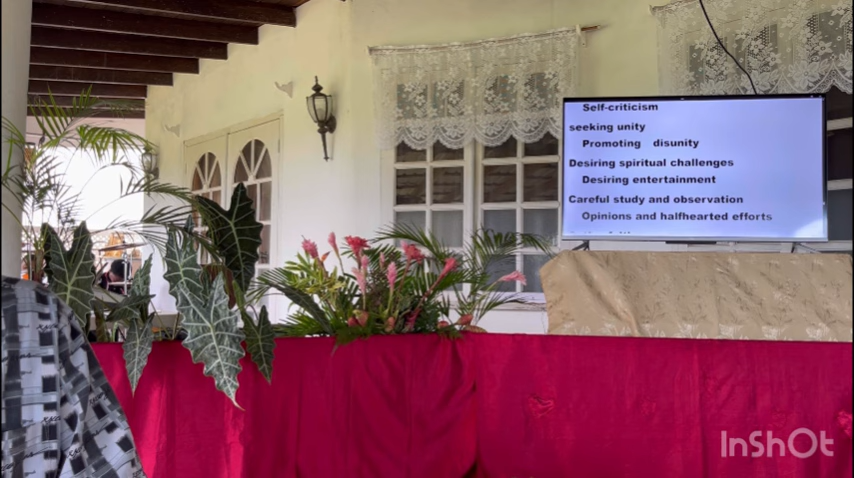 Self-criticism
seeking unity
Promoting disunity
Desiring spiritual challenges
Desiring entertainment
Careful study and observation
Opinions and halfhearted efforts
InShOt